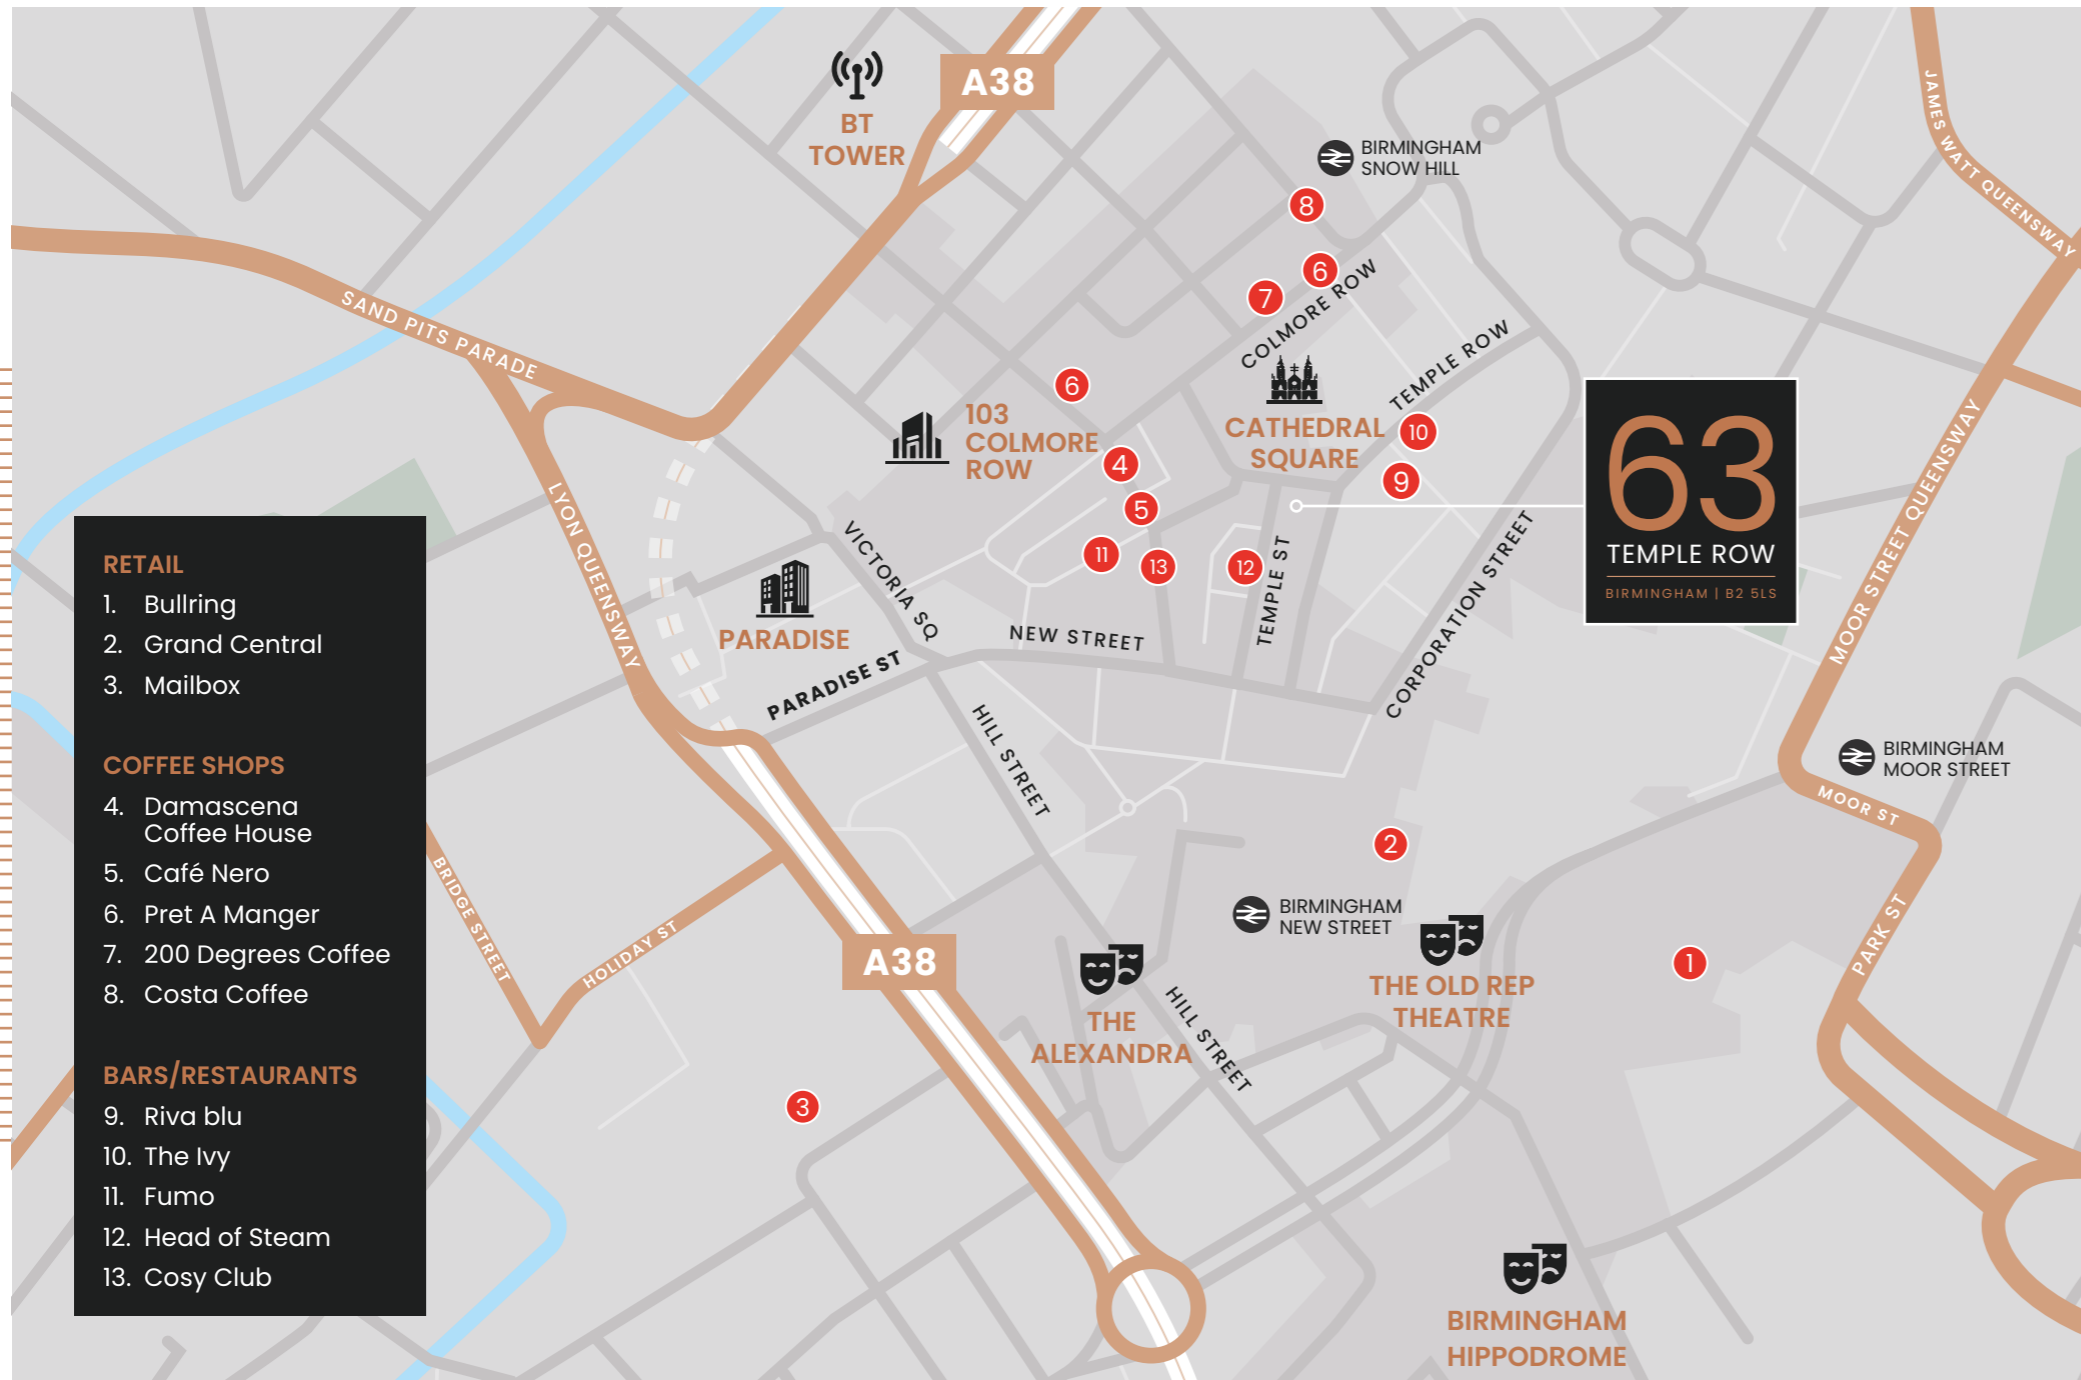 A38
BT
TOWER
BIRMINGHAM
SNOW HILL
JAMES WATT QUEENSWAY
8
6
7
COLMORE ROW
SAND PITS PARADE
TEMPLE ROW
6
103
COLMORE
ROW
CATHEDRAL
SQUARE
10
9
4
5
11
13
12
63
TEMPLE ROW
BIRMINGHAM | B2 5LS
LYON QUEENSWAY
VICTORIA SQ
TEMPLE ST
CORPORATION STREET
MOOR STREET QUEENSWAY
PARADISE
NEW STREET
PARADISE ST
HILL STREET
BIRMINGHAM
MOOR STREET
MOOR ST
2
BIRMINGHAM
NEW STREET
BRIDGE STREET
HOLIDAY ST
A38
PARK ST
1
THE OLD REP
THEATRE
THE
ALEXANDRA
HILL STREET
3
BIRMINGHAM
HIPPODROME
RETAIL
1. Bullring
2. Grand Central
3. Mailbox
COFFEE SHOPS
4. Damascena
Coffee House
5. Café Nero
6. Pret A Manger
7. 200 Degrees Coffee
8. Costa Coffee
BARS/RESTAURANTS
9. Riva blu
10. The Ivy
11. Fumo
12. Head of Steam
13. Cosy Club